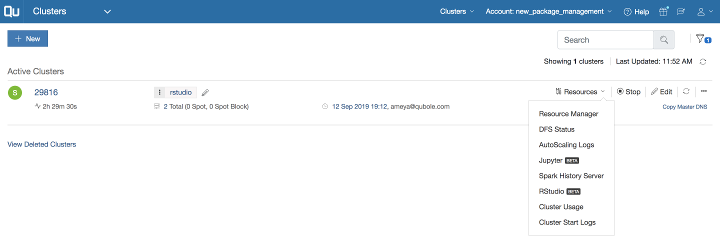 Qu Clusters Clusters Account: new_package_management Help
+ New Search 1
Showing 1 clusters Last Updated: 11:52 AM
Active Clusters
S 29816 rstudio Resources Stop Edit •••
2h 29m 30s 2 Total (0 Spot, 0 Spot Block) 12 Sep 2019 19:12, ameya@qubole.com Copy Master DNS
Resource Manager
DFS Status
View Deleted Clusters AutoScaling Logs
Jupyter BETA
Spark History Server
RStudio BETA
Cluster Usage
Cluster Start Logs